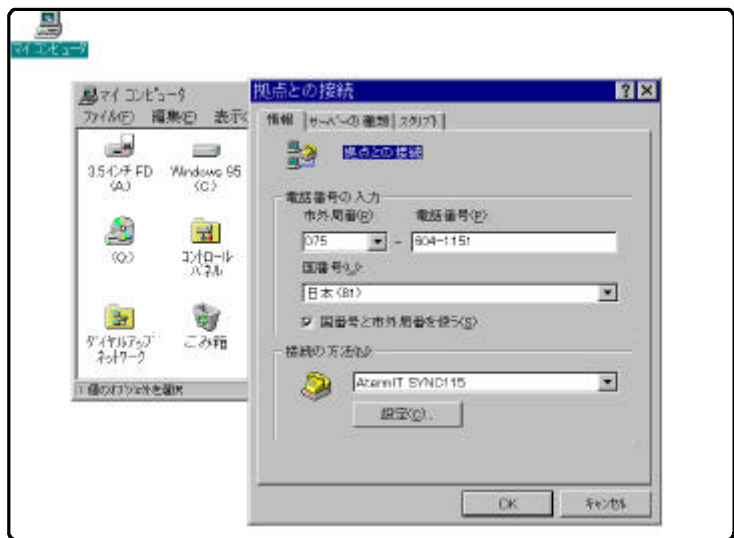 マイ コンピュータ
マイ コンピュータ
ファイル(F) 編集(E) 表示(
3.5インチ FD
(A:)
Windows 95
(C:)
(Q:)
コントロール
パネル
ダイヤルアップ
ネットワーク
ごみ箱
1 個のオブジェクトを選択
拠点との接続
情報 サーバーの種類 スクリプト
拠点との接続
電話番号の入力
市外局番(R) 電話番号(P)
075 - 604-1151
国番号(U)
日本 (81)
国番号と市外局番を使う(S)
接続の方法(N)
AtermIT SYNC115
設定(C)...
OK キャンセル